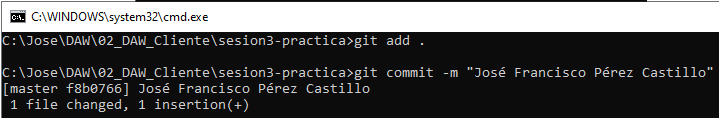 C:\WINDOWS\system32\cmd.exe
C:\Jose\DAW\02_DAW_Cliente\sesion3-practica>git add .
C:\Jose\DAW\02_DAW_Cliente\sesion3-practica>git commit -m "José Francisco Pérez Castillo"
[master f8b0766] José Francisco Pérez Castillo
 1 file changed, 1 insertion(+)